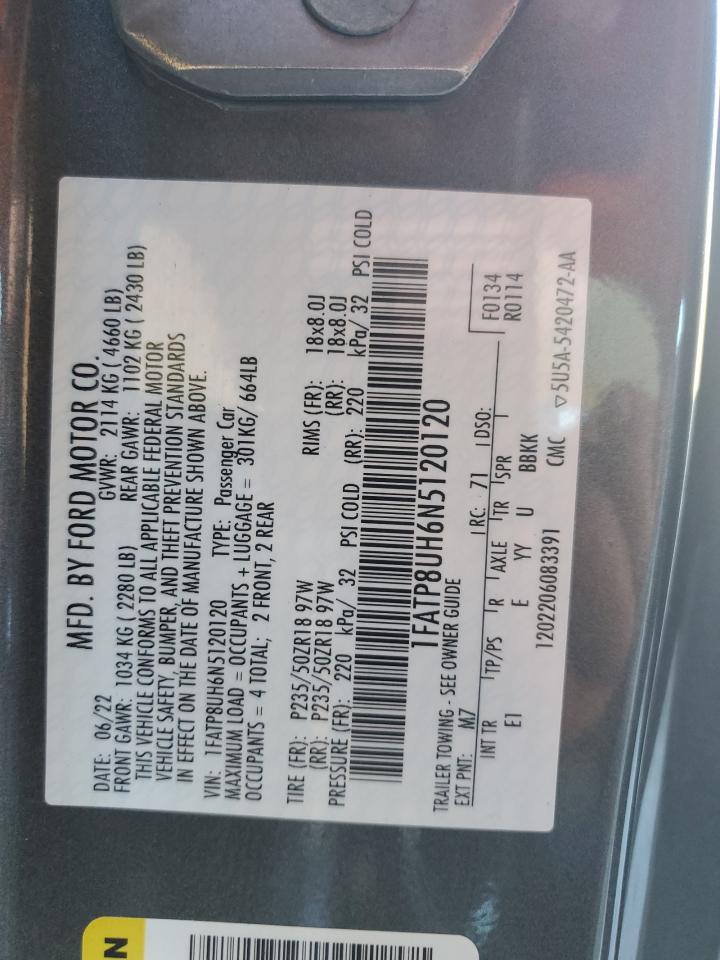 MFD. BY FORD MOTOR CO.
DATE: 06/22 GVWR: 2114 KG ( 4660 LB)
FRONT GAWR: 1034 KG ( 2280 LB) REAR GAWR: 1102 KG ( 2430 LB)
THIS VEHICLE CONFORMS TO ALL APPLICABLE FEDERAL MOTOR
VEHICLE SAFETY, BUMPER, AND THEFT PREVENTION STANDARDS
IN EFFECT ON THE DATE OF MANUFACTURE SHOWN ABOVE.
VIN: 1FATP8UH6N5120120 TYPE: Passenger Car
MAXIMUM LOAD = OCCUPANTS + LUGGAGE = 301KG/ 664LB
OCCUPANTS = 4 TOTAL; 2 FRONT, 2 REAR
TIRE (FR): P235/50ZR18 97W RIMS (FR): 18x8.0J
(RR): P235/50ZR18 97W (RR): 18x8.0J
PRESSURE (FR): 220 kPa/ 32 PSI COLD (RR): 220 kPa/ 32 PSI COLD
1FATP8UH6N5120120
TRAILER TOWING - SEE OWNER GUIDE
EXT PNT: M7 RC: 71 DSO: F0134
R0114
INT TR TP/PS R AXLE TR SPR
E1 E YY U BBKK
1202206083391 CMC ▽5U5A-5420472-AA
N